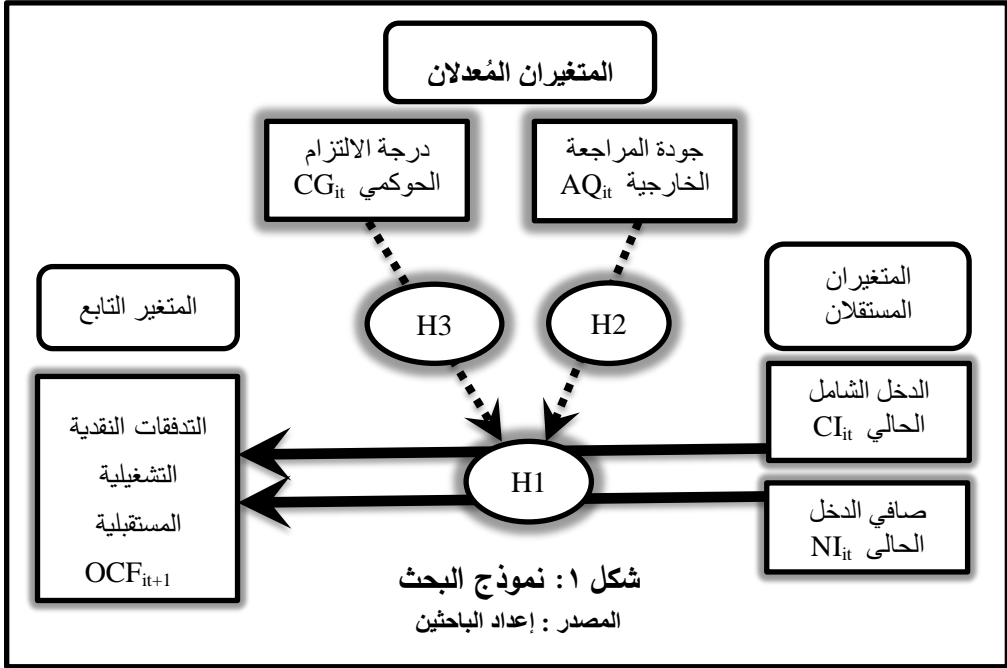 المتغيران المُعدلان
جودة المراجعة
الخارجية AQit
درجة الالتزام
الحوكمي CGit
المتغيران
المستقلان
H2
H3
المتغير التابع
الدخل الشامل
الحالي CIit
صافي الدخل
الحالى NIit
H1
التدفقات النقدية
التشغيلية
المستقبلية
OCFit+1
شكل ١: نموذج البحث
المصدر : إعداد الباحثين